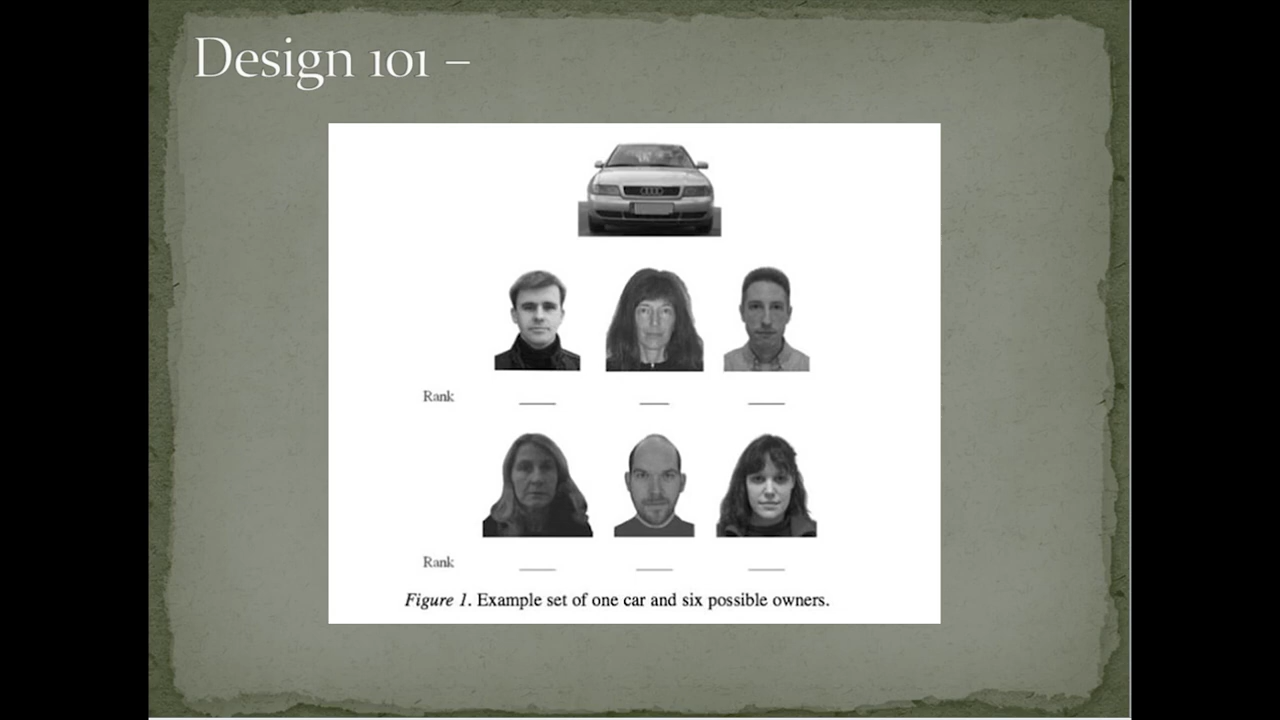 Design 101 –
Rank
Rank
Figure 1. Example set of one car and six possible owners.